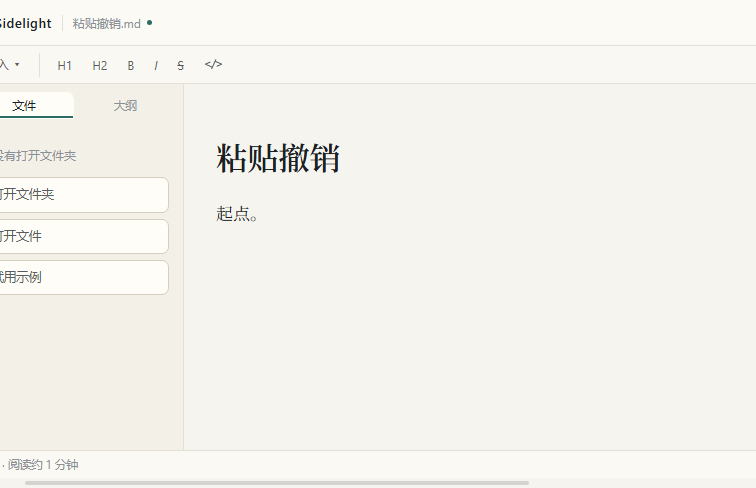 Sidelight 粘贴撤销.md
入 H1 H2 B I S </>
文件 大纲
没有打开文件夹
打开文件夹
打开文件
试用示例
粘贴撤销
起点。
· 阅读约 1 分钟